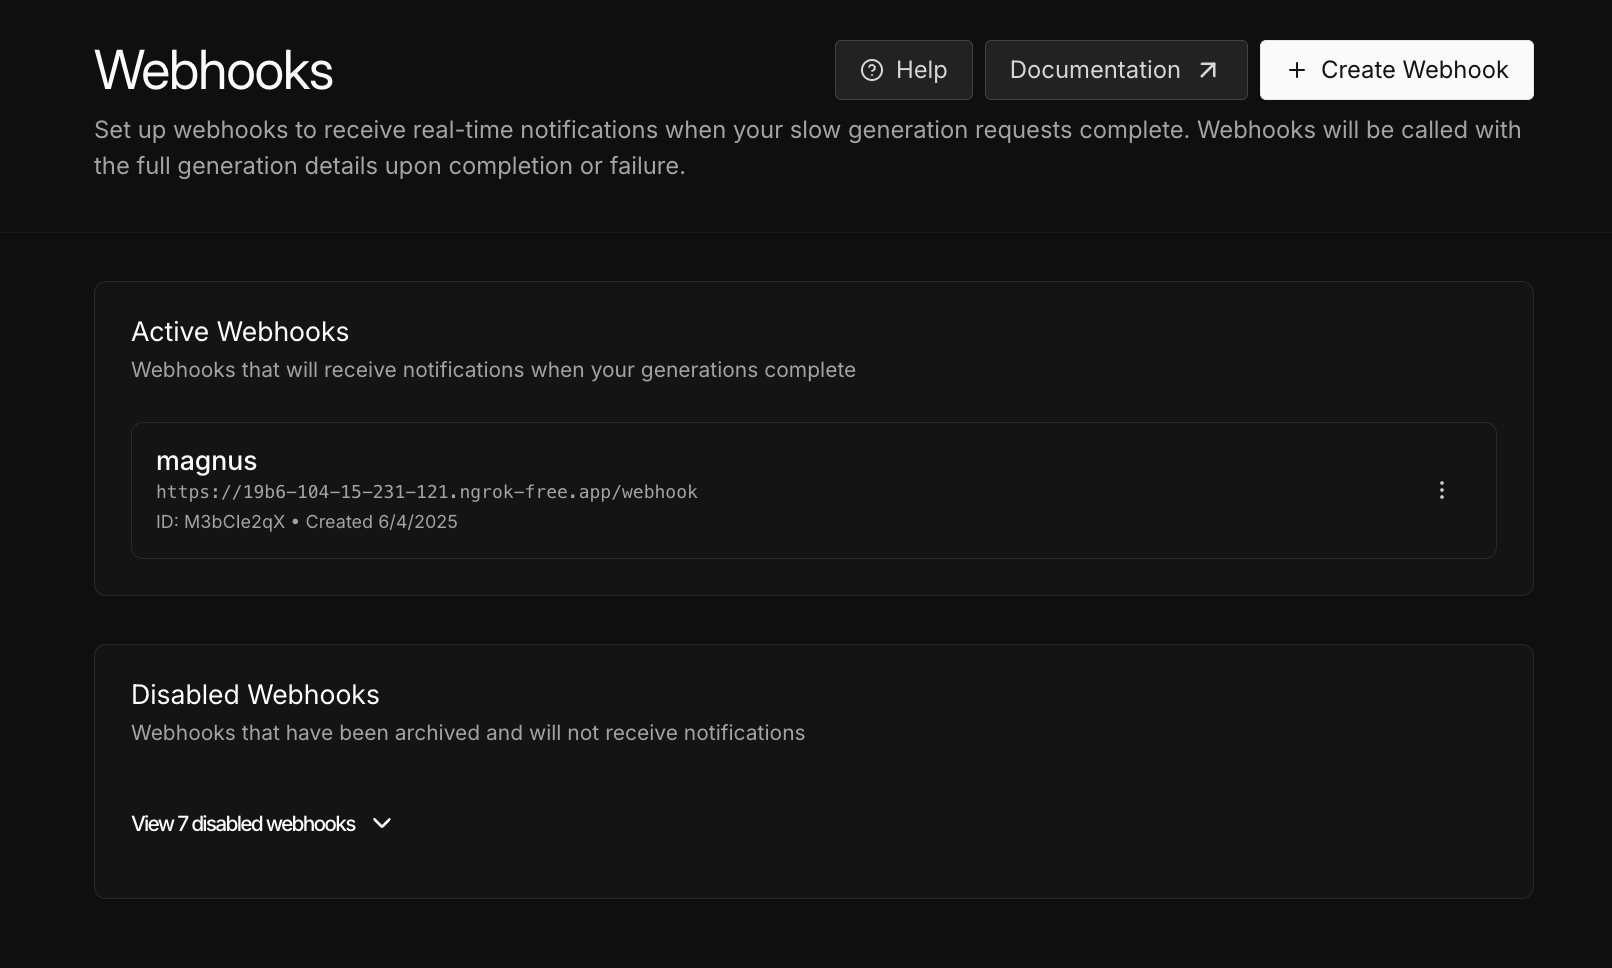 Webhooks
Help
Documentation
Create Webhook
Set up webhooks to receive real-time notifications when your slow generation requests complete. Webhooks will be called with
the full generation details upon completion or failure.
Active Webhooks
Webhooks that will receive notifications when your generations complete
magnus
https://19b6-104-15-231-121.ngrok-free.app/webhook
ID: M3bCIe2qX • Created 6/4/2025
Disabled Webhooks
Webhooks that have been archived and will not receive notifications
View 7 disabled webhooks